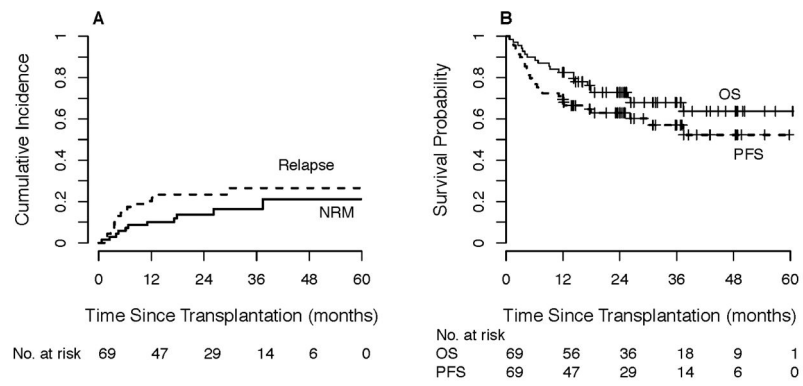 A
Cumulative Incidence
1
0.8
0.6
0.4
0.2
0
Relapse
NRM
0 12 24 36 48 60
Time Since Transplantation (months)
No. at risk 69 47 29 14 6 0
B
Survival Probability
1
0.8
0.6
0.4
0.2
0
OS
PFS
0 12 24 36 48 60
Time Since Transplantation (months)
No. at risk
OS 69 56 36 18 9 1
PFS 69 47 29 14 6 0